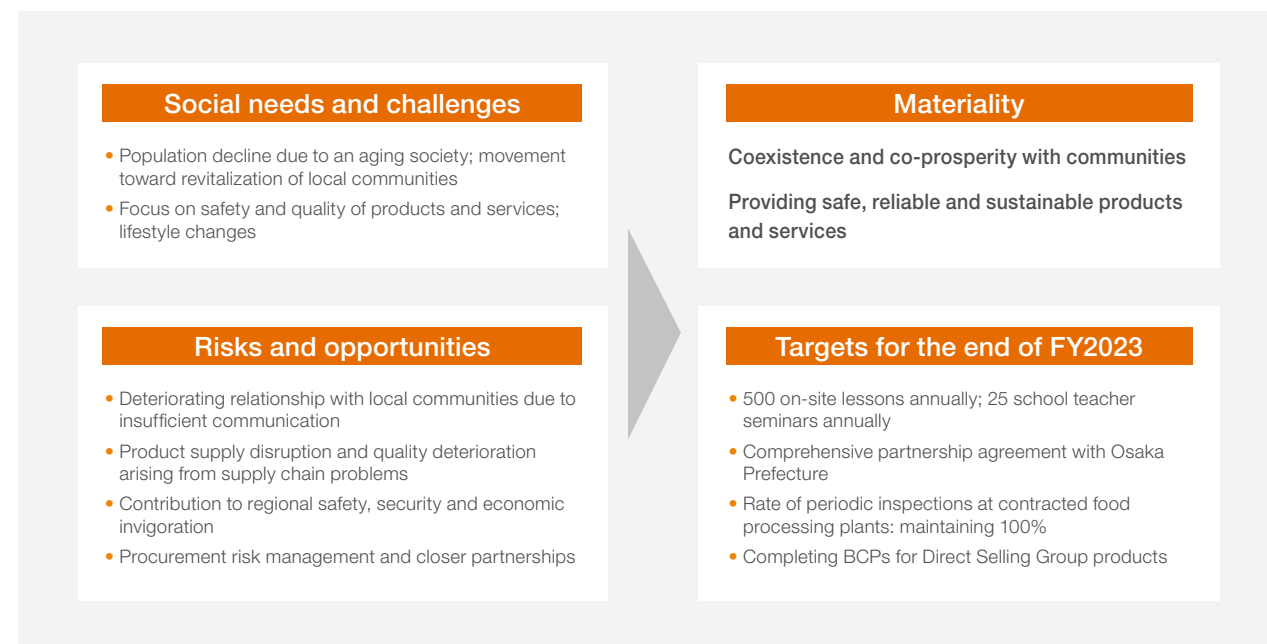 Social needs and challenges
• Population decline due to an aging society; movement
toward revitalization of local communities
• Focus on safety and quality of products and services;
lifestyle changes
Risks and opportunities
• Deteriorating relationship with local communities due to
insufficient communication
• Product supply disruption and quality deterioration
arising from supply chain problems
• Contribution to regional safety, security and economic
invigoration
• Procurement risk management and closer partnerships
Materiality
Coexistence and co-prosperity with communities
Providing safe, reliable and sustainable products
and services
Targets for the end of FY2023
• 500 on-site lessons annually; 25 school teacher
seminars annually
• Comprehensive partnership agreement with Osaka
Prefecture
• Rate of periodic inspections at contracted food
processing plants: maintaining 100%
• Completing BCPs for Direct Selling Group products